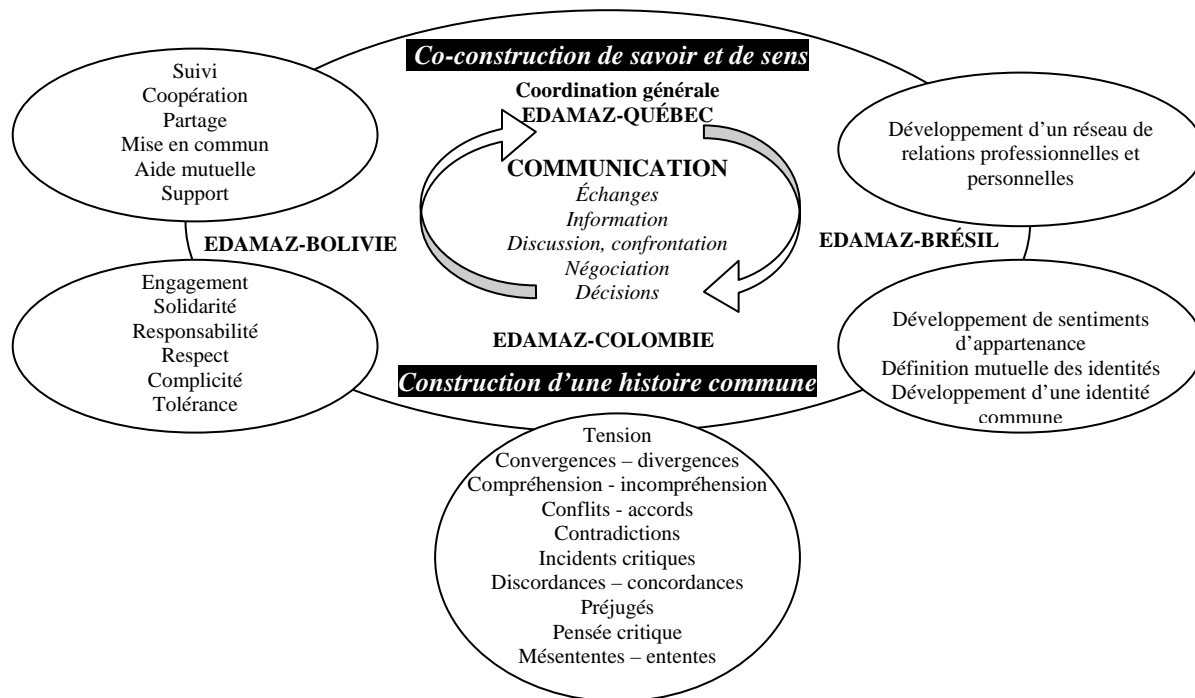 Co-construction de savoir et de sens
Suivi
Coopération
Partage
Mise en commun
Aide mutuelle
Support
Coordination générale
EDAMAZ-QUÉBEC
COMMUNICATION
Échanges
Information
Discussion, confrontation
Négociation
Décisions
Développement d'un réseau de
relations professionnelles et
personnelles
EDAMAZ-BOLIVIE
EDAMAZ-BRÉSIL
Engagement
Solidarité
Responsabilité
Respect
Complicité
Tolérance
EDAMAZ-COLOMBIE
Construction d'une histoire commune
Développement de sentiments
d'appartenance
Définition mutuelle des identités
Développement d'une identité
commune
Tension
Convergences – divergences
Compréhension - incompréhension
Conflits - accords
Contradictions
Incidents critiques
Discordances – concordances
Préjugés
Pensée critique
Mésententes – ententes